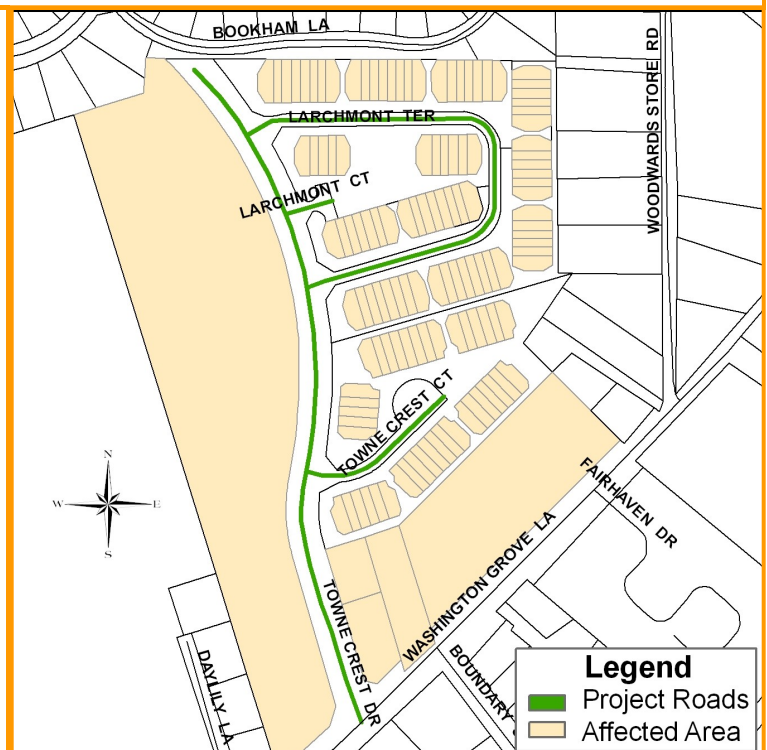 BOOKHAM LA
WOODWARDS STORE RD
LARCHMONT TER
LARCHMONT CT
TOWNE CREST CT
FAIRHAVEN DR
N
W
E
S
WASHINGTON GROVE LA
TOWNE CREST DR
DAYLILY LA
BOUNDARY
Legend
Project Roads
Affected Area